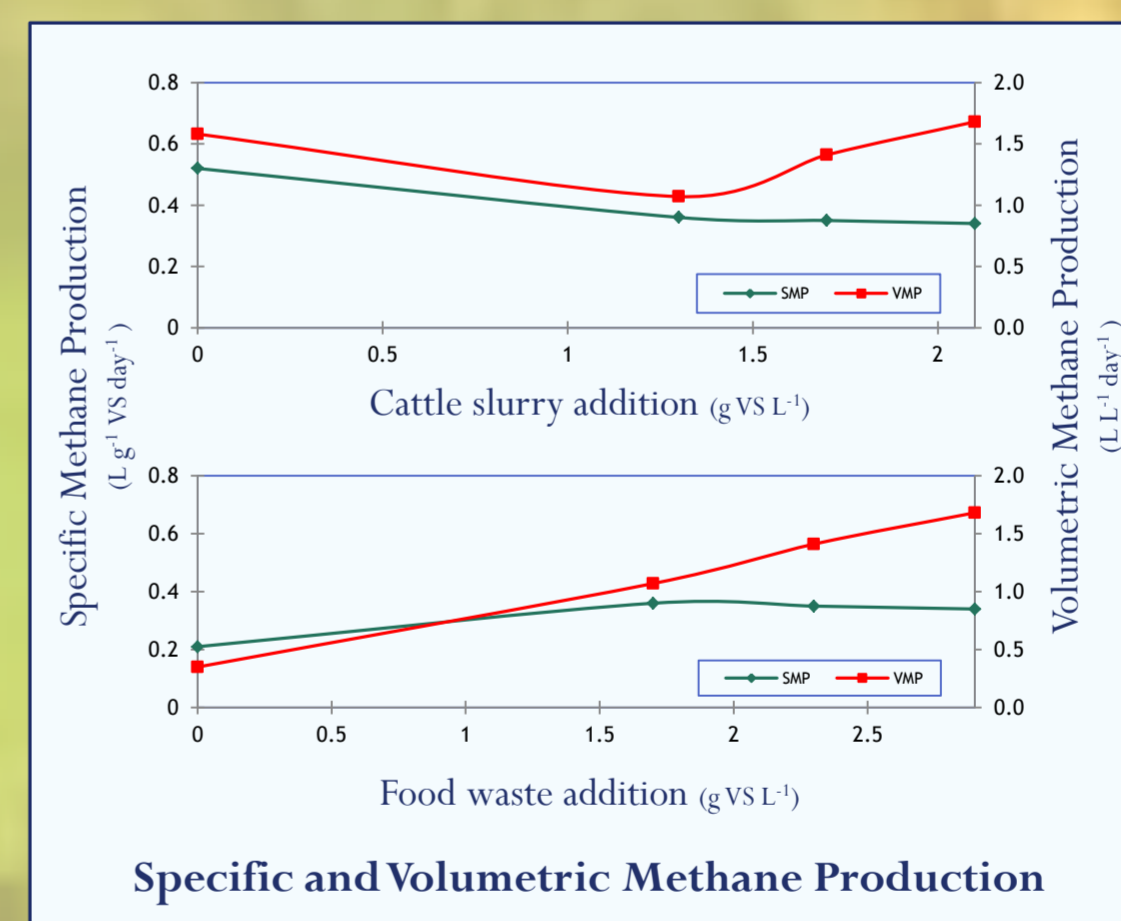 Specific Methane Production
(L g-1 VS day-1 )
0.8
0.6
0.4
0.2
0
2.0
1.5
1.0
0.5
0.0
SMP VMP
0 0.5 1 1.5 2
Cattle slurry addition (g VS L-1)
0.8
0.6
0.4
0.2
0
2.0
1.5
1.0
0.5
0.0
SMP VMP
0 0.5 1 1.5 2 2.5
Food waste addition (g VS L-1)
Volumetric Methane Production
(L L-1 day-1 )
Specific and Volumetric Methane Production